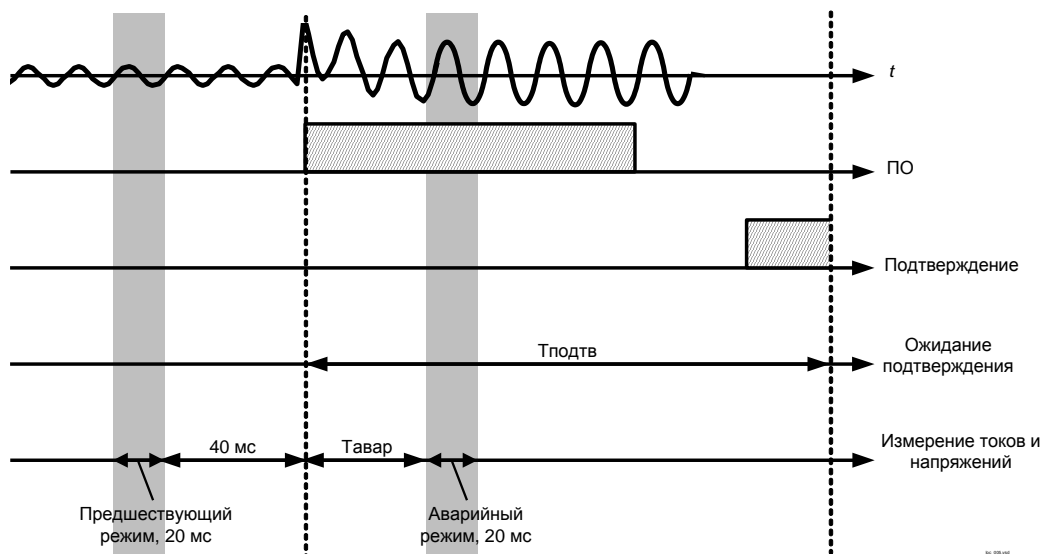 t
ПО
Подтверждение
Тподтв
Ожидание
подтверждения
40 мс
Тавар
Измерение токов и
напряжений
Предшествующий
режим, 20 мс
Аварийный
режим, 20 мс